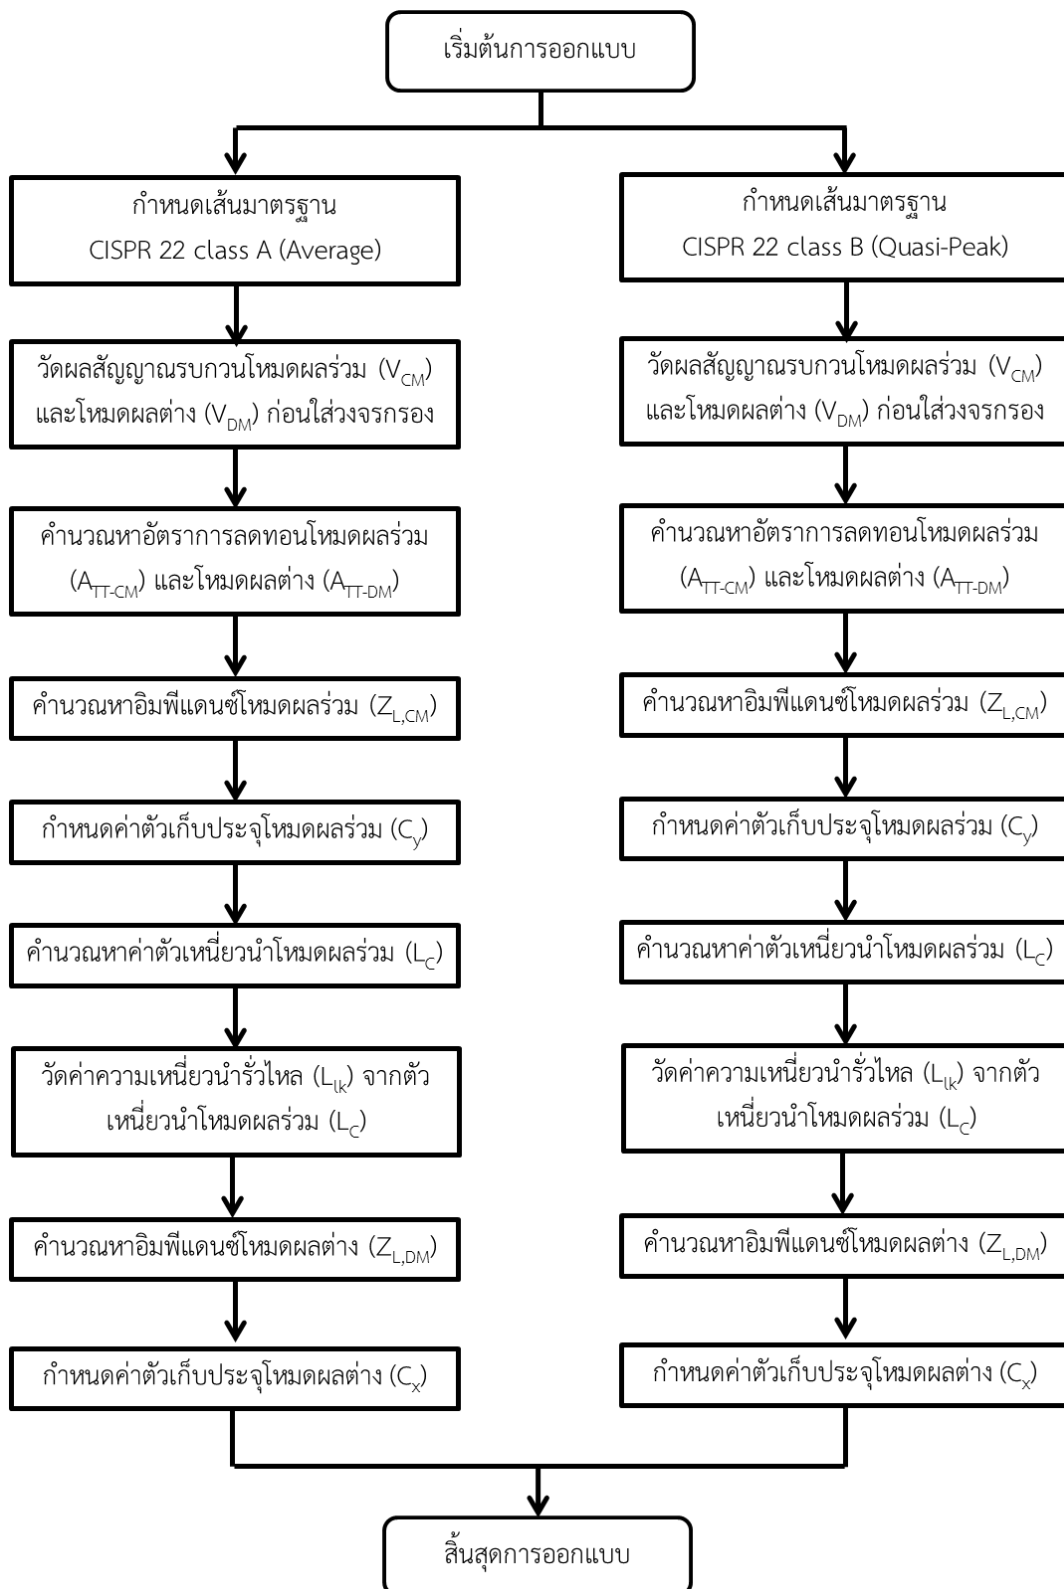 เริ่มต้นการออกแบบ
กำหนดเส้นมาตรฐาน
CISPR 22 class A (Average)
วัดผลสัญญาณรบกวนโหมดผลร่วม (V_CM)
และโหมดผลต่าง (V_DM) ก่อนใส่วงจรกรอง
คำนวณหาอัตราการลดทอนโหมดผลร่วม
(A_TT-CM) และโหมดผลต่าง (A_TT-DM)
คำนวณหาอิมพีแดนซ์โหมดผลร่วม (Z_L,CM)
กำหนดค่าตัวเก็บประจุโหมดผลร่วม (C_y)
คำนวณหาค่าตัวเหนี่ยวนำโหมดผลร่วม (L_C)
วัดค่าความเหนี่ยวนำรั่วไหล (L_lk) จากตัว
เหนี่ยวนำโหมดผลร่วม (L_C)
คำนวณหาอิมพีแดนซ์โหมดผลต่าง (Z_L,DM)
กำหนดค่าตัวเก็บประจุโหมดผลต่าง (C_x)
กำหนดเส้นมาตรฐาน
CISPR 22 class B (Quasi-Peak)
วัดผลสัญญาณรบกวนโหมดผลร่วม (V_CM)
และโหมดผลต่าง (V_DM) ก่อนใส่วงจรกรอง
คำนวณหาอัตราการลดทอนโหมดผลร่วม
(A_TT-CM) และโหมดผลต่าง (A_TT-DM)
คำนวณหาอิมพีแดนซ์โหมดผลร่วม (Z_L,CM)
กำหนดค่าตัวเก็บประจุโหมดผลร่วม (C_y)
คำนวณหาค่าตัวเหนี่ยวนำโหมดผลร่วม (L_C)
วัดค่าความเหนี่ยวนำรั่วไหล (L_lk) จากตัว
เหนี่ยวนำโหมดผลร่วม (L_C)
คำนวณหาอิมพีแดนซ์โหมดผลต่าง (Z_L,DM)
กำหนดค่าตัวเก็บประจุโหมดผลต่าง (C_x)
สิ้นสุดการออกแบบ